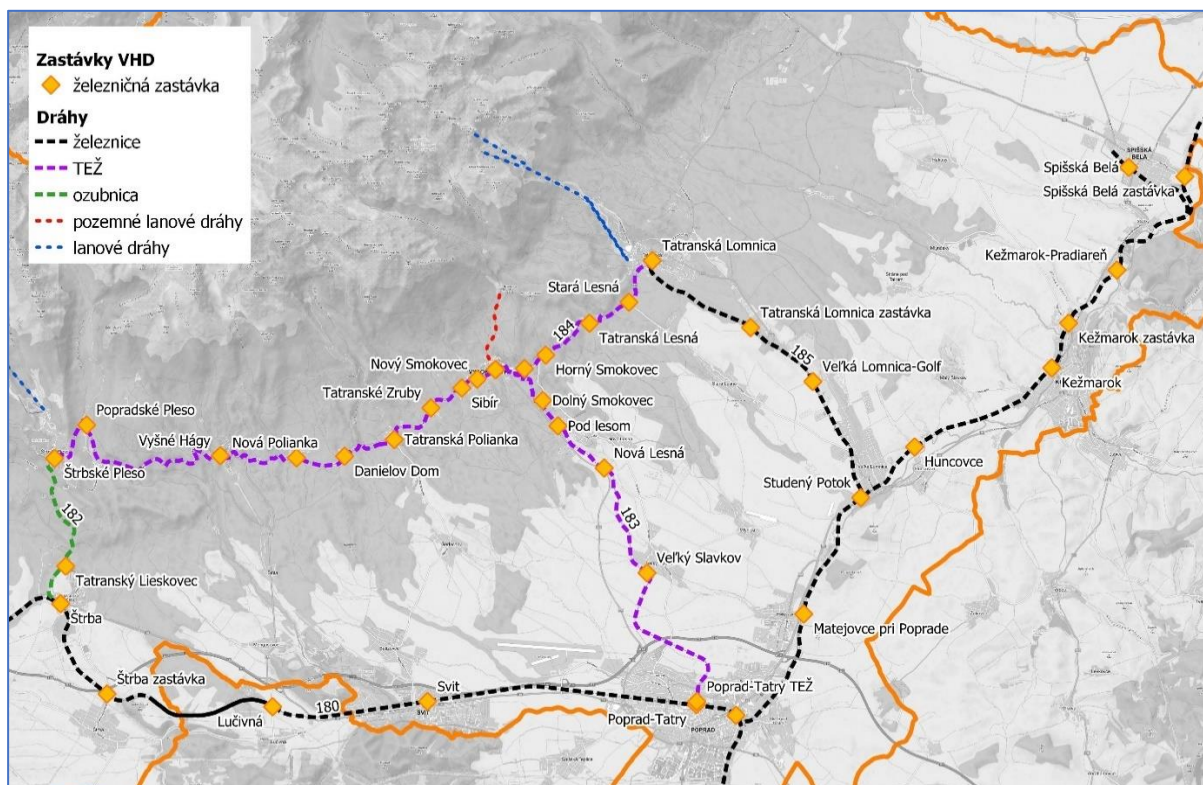 Zastávky VHD
železničná zastávka
Dráhy
železnice
TEŽ
ozubnica
pozemné lanové dráhy
lanové dráhy
SPIŠSKÁ
BELÁ
Spišská Belá
Spišská Belá zastávka
Tatranská Lomnica
Kežmarok-Pradiareň
Stará Lesná
Tatranská Lomnica zastávka
184
Tatranská Lesná
Kežmarok zastávka
185
Nový Smokovec
Horný Smokovec
Veľká Lomnica-Golf
Kežmarok
Tatranské Zruby
Sibír
Dolný Smokovec
Popradské Pleso
Pod lesom
Vyšné Hágy
Nová Polianka
Tatranská Polianka
Huncovce
Štrbské Pleso
Danielov Dom
Nová Lesná
Studený Potok
182
183
Veľký Slavkov
Tatranský Lieskovec
Štrba
Matejovce pri Poprade
Štrba zastávka
Svit
Poprad-Tatry TEŽ
180
Lučivná
SVIT
Poprad-Tatry
POPRAD